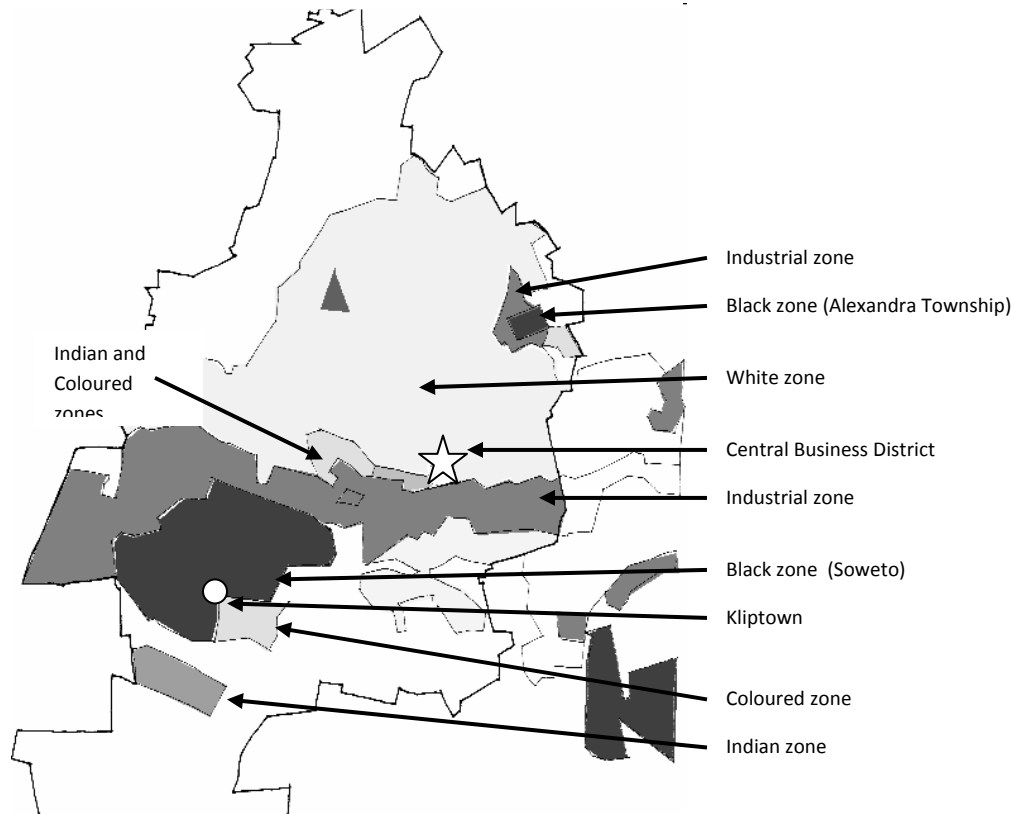 Industrial zone
Black zone (Alexandra Township)
Indian and
Coloured
zones
White zone
Central Business District
Industrial zone
Black zone (Soweto)
Kliptown
Coloured zone
Indian zone